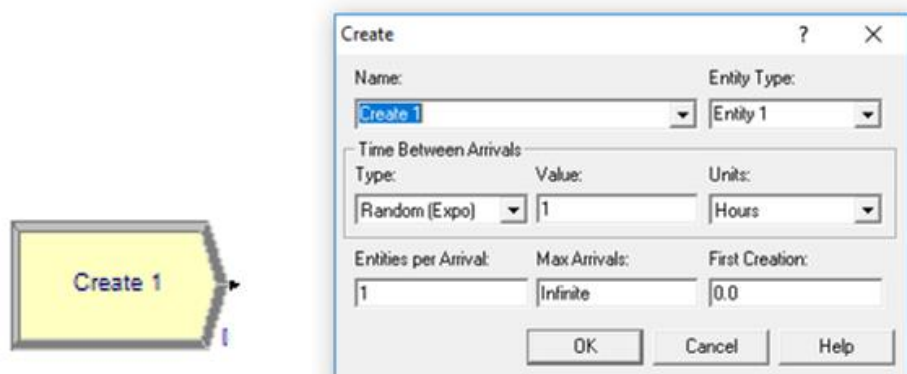 Create ? X
Name: Entity Type:
Create 1 Entity 1
Time Between Arrivals
Type: Value: Units:
Random (Expo) 1 Hours
Create 1
Entities per Arrival: Max Arrivals: First Creation:
1 Infinite 0.0
OK Cancel Help